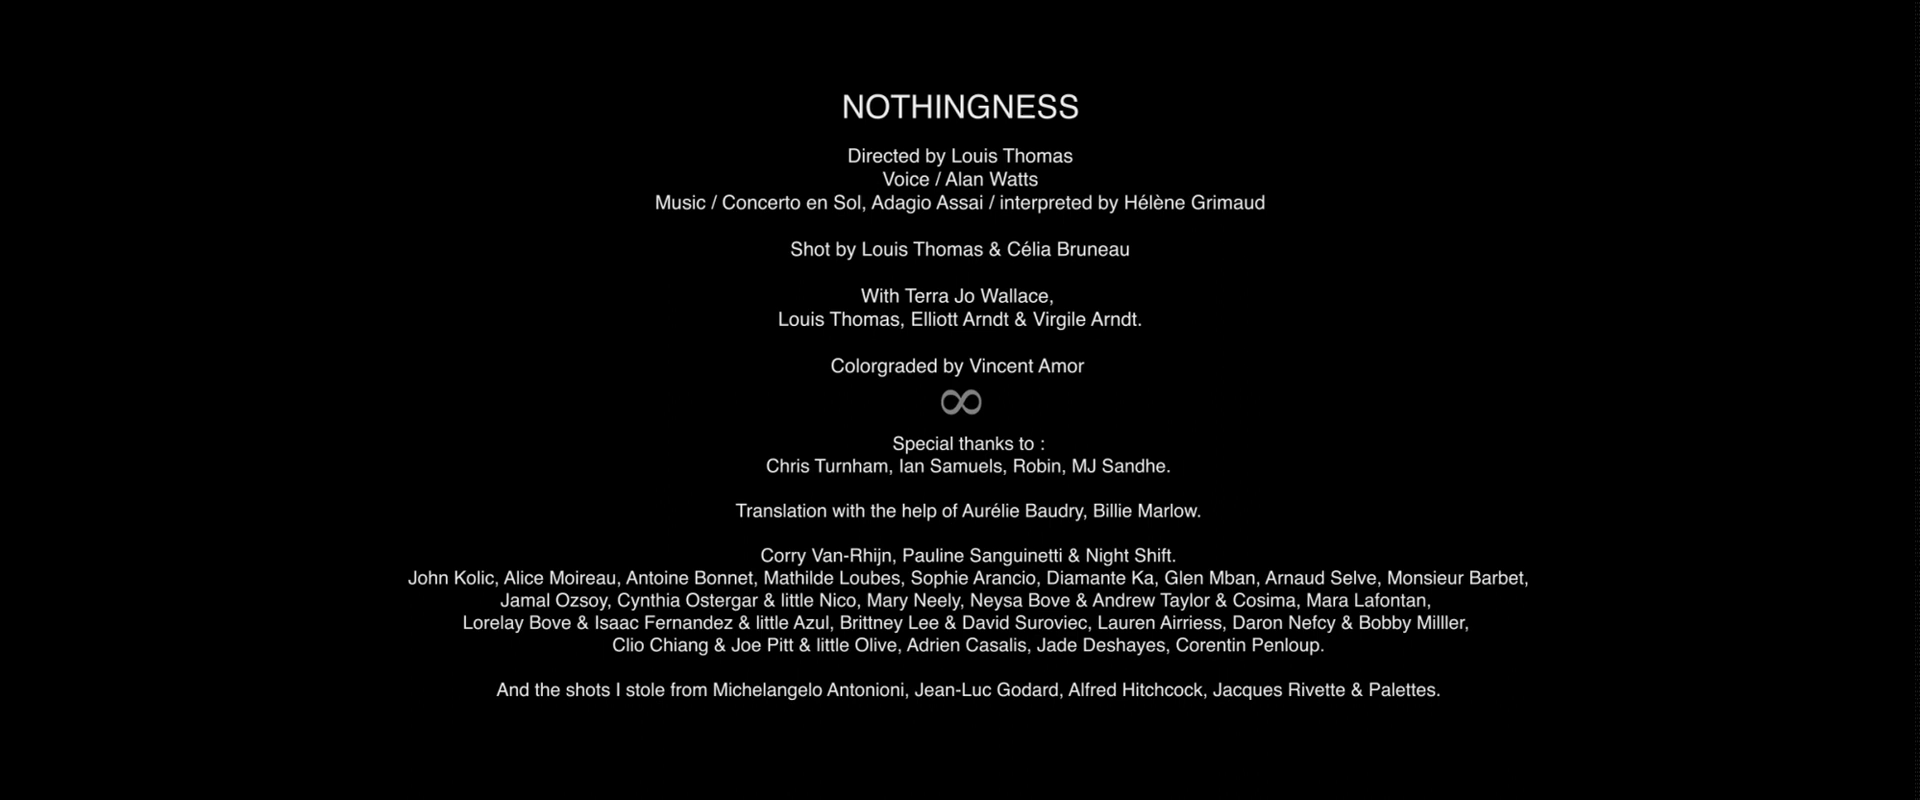 NOTHINGNESS
Directed by Louis Thomas
Voice / Alan Watts
Music / Concerto en Sol, Adagio Assai / interpreted by Hélène Grimaud
Shot by Louis Thomas & Célia Bruneau
With Terra Jo Wallace,
Louis Thomas, Elliott Arndt & Virgile Arndt.
Colorgraded by Vincent Amor
∞
Special thanks to :
Chris Turnham, Ian Samuels, Robin, MJ Sandhe.
Translation with the help of Aurélie Baudry, Billie Marlow.
Corry Van-Rhijn, Pauline Sanguinetti & Night Shift.
John Kolic, Alice Moireau, Antoine Bonnet, Mathilde Loubes, Sophie Arancio, Diamante Ka, Glen Mban, Arnaud Selve, Monsieur Barbet,
Jamal Ozsoy, Cynthia Ostergar & little Nico, Mary Neely, Neysa Bove & Andrew Taylor & Cosima, Mara Lafontan,
Lorelay Bove & Isaac Fernandez & little Azul, Brittney Lee & David Suroviec, Lauren Airriess, Daron Nefcy & Bobby Milller,
Clio Chiang & Joe Pitt & little Olive, Adrien Casalis, Jade Deshayes, Corentin Penloup.
And the shots I stole from Michelangelo Antonioni, Jean-Luc Godard, Alfred Hitchcock, Jacques Rivette & Palettes.